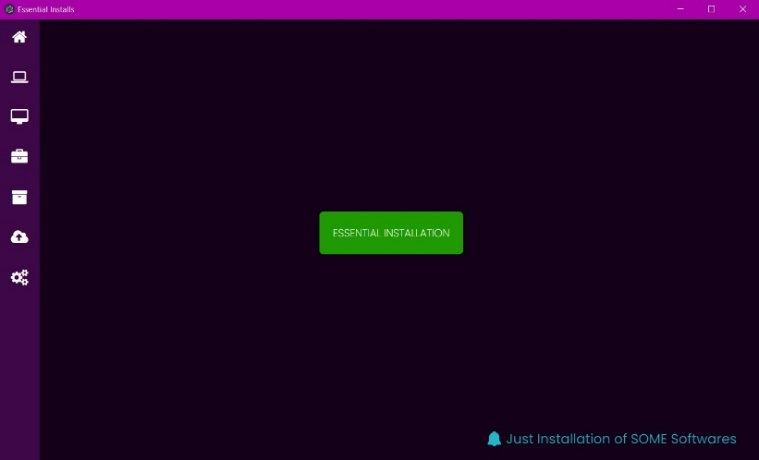 Essential Installs
ESSENTIAL INSTALLATION
Just Installation of SOME Softwares